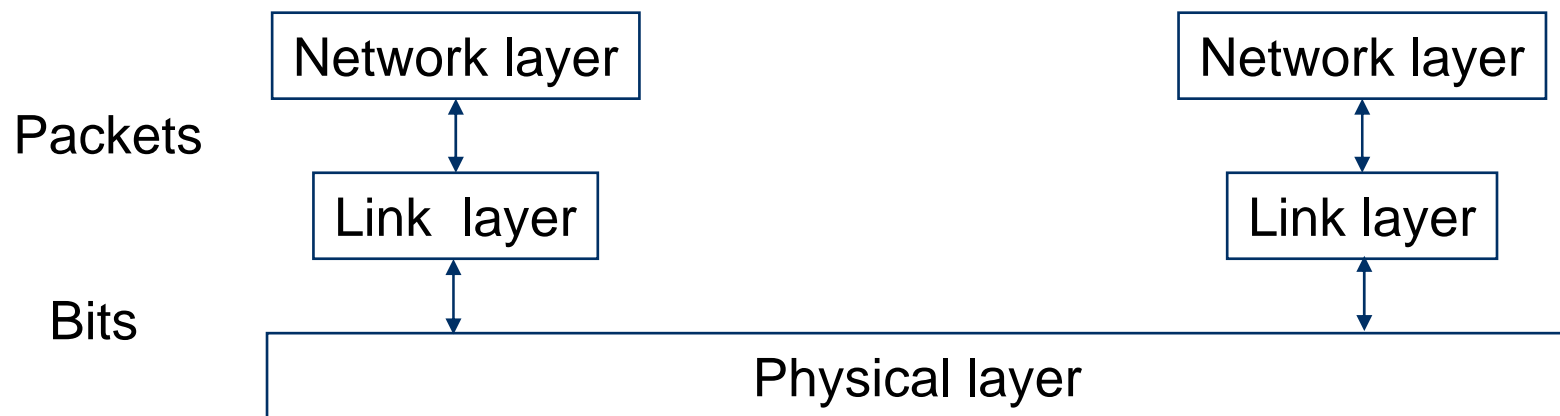 Network layer
Network layer
Packets
Link layer
Link layer
Bits
Physical layer